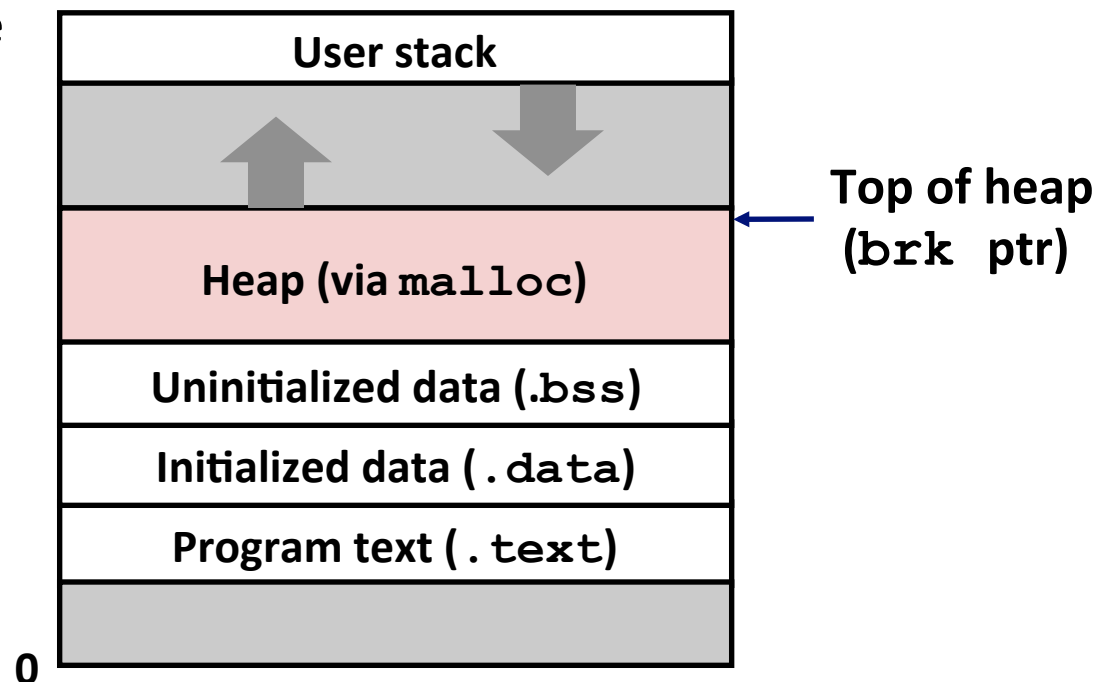 e
User stack
Top of heap
(brk ptr)
Heap (via malloc)
Uninitialized data (.bss)
Initialized data (.data)
Program text (.text)
0